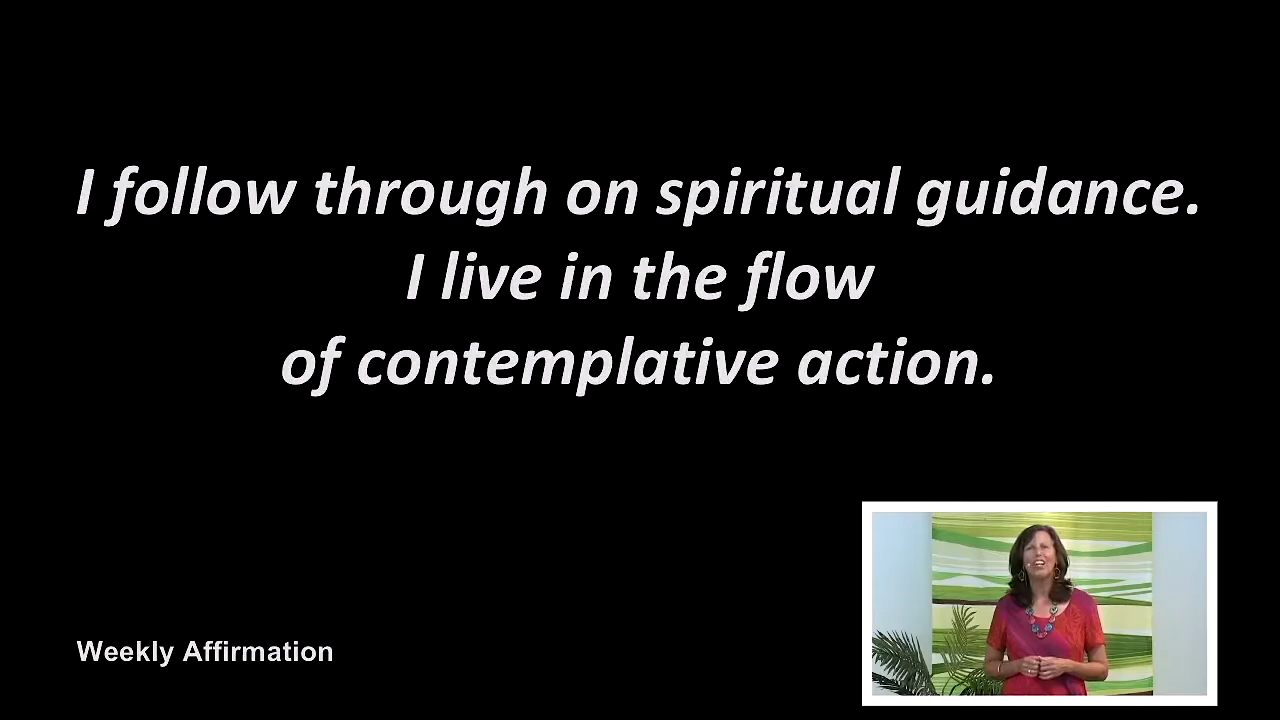 I follow through on spiritual guidance.
I live in the flow
of contemplative action.
Weekly Affirmation